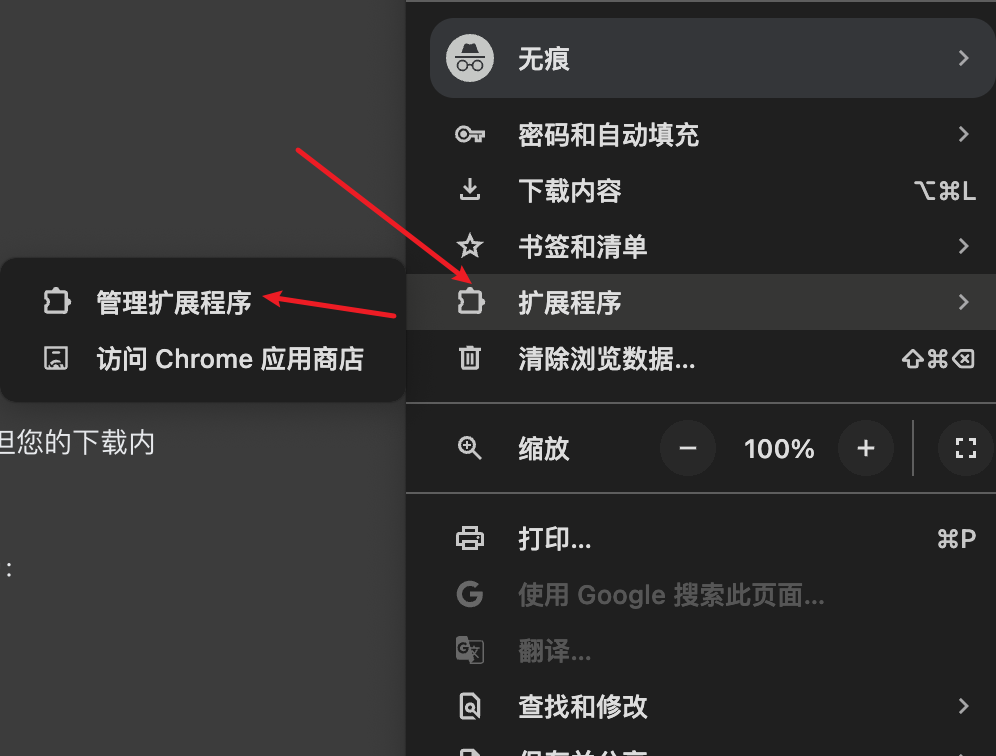 无痕
密码和自动填充
下载内容 ⌥⌘L
书签和清单
扩展程序
管理扩展程序
访问 Chrome 应用商店
清除浏览数据... ⇧⌘⌫
您的下载内
缩放 − 100% +
:
打印... ⌘P
使用 Google 搜索此页面...
翻译...
查找和修改